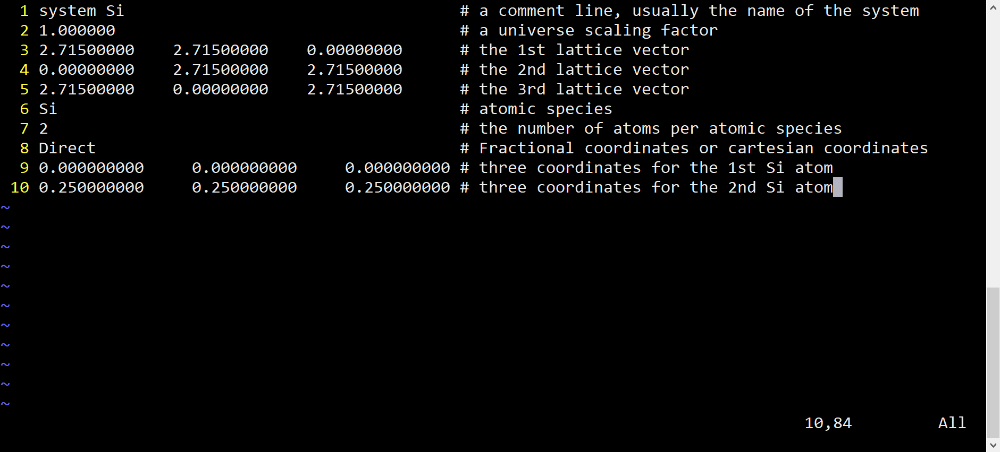 1 system Si                                   # a comment line, usually the name of the system
2 1.000000                                    # a universe scaling factor
3 2.71500000    2.71500000    0.00000000      # the 1st lattice vector
4 0.00000000    2.71500000    2.71500000      # the 2nd lattice vector
5 2.71500000    0.00000000    2.71500000      # the 3rd lattice vector
6 Si                                          # atomic species
7 2                                           # the number of atoms per atomic species
8 Direct                                      # Fractional coordinates or cartesian coordinates
9 0.000000000     0.000000000     0.000000000 # three coordinates for the 1st Si atom
10 0.250000000     0.250000000     0.250000000 # three coordinates for the 2nd Si atom
~
~
~
~
~
~
~
~
~
~
~
10,84         All